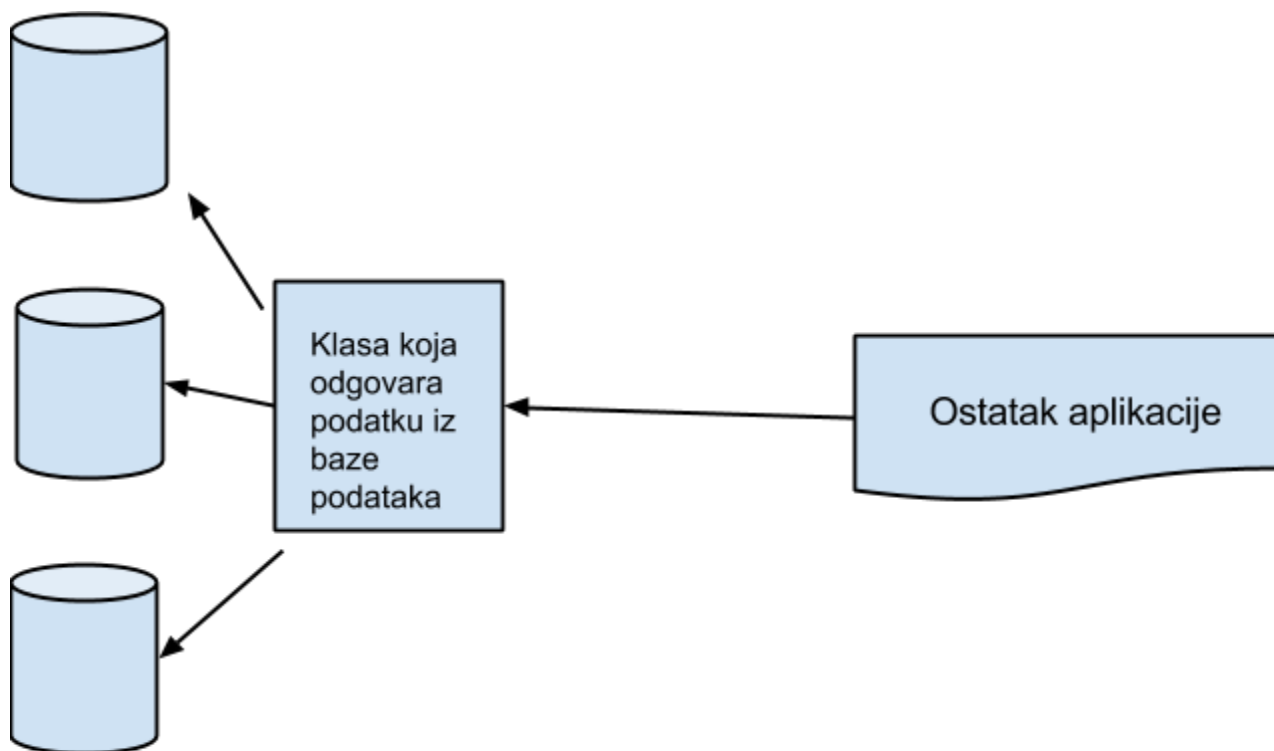 Klasa koja
odgovara
podatku iz
baze
podataka
Ostatak aplikacije